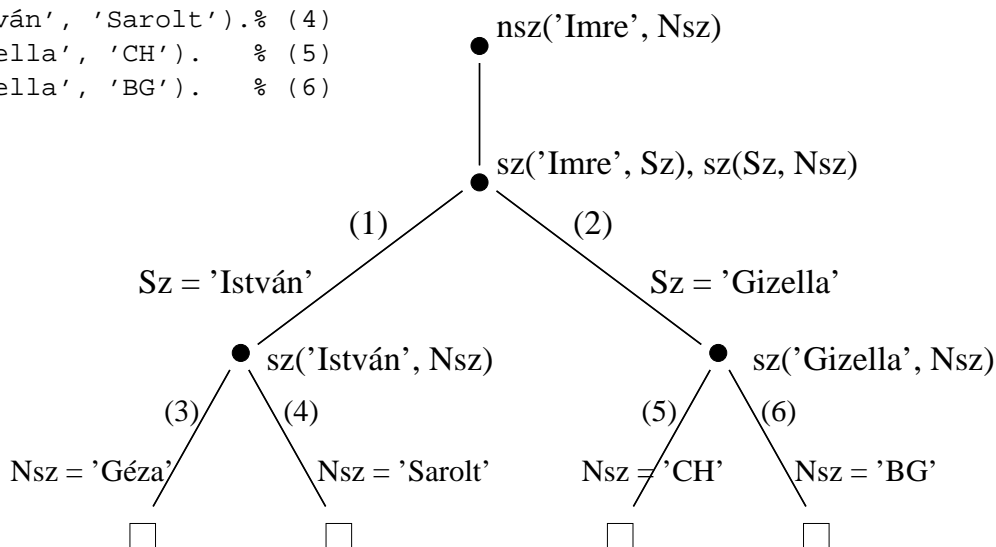 ván', 'Sarolt').% (4)
ella', 'CH'). % (5)
ella', 'BG'). % (6)
nsz('Imre', Nsz)
sz('Imre', Sz), sz(Sz, Nsz)
(1) (2)
Sz = 'István' Sz = 'Gizella'
sz('István', Nsz) sz('Gizella', Nsz)
(3) (4) (5) (6)
Nsz = 'Géza' Nsz = 'Sarolt' Nsz = 'CH' Nsz = 'BG'